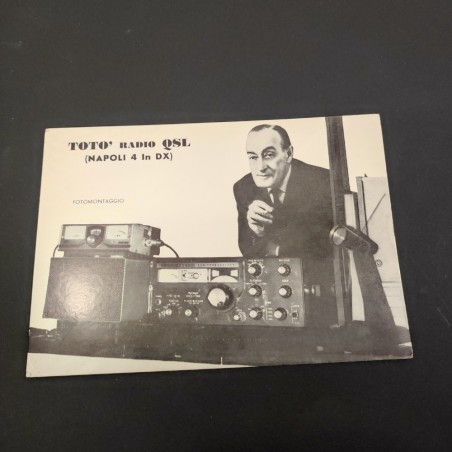 TOTO' RADIO QSL
(NAPOLI 4 In DX)
FOTOMONTAGGIO